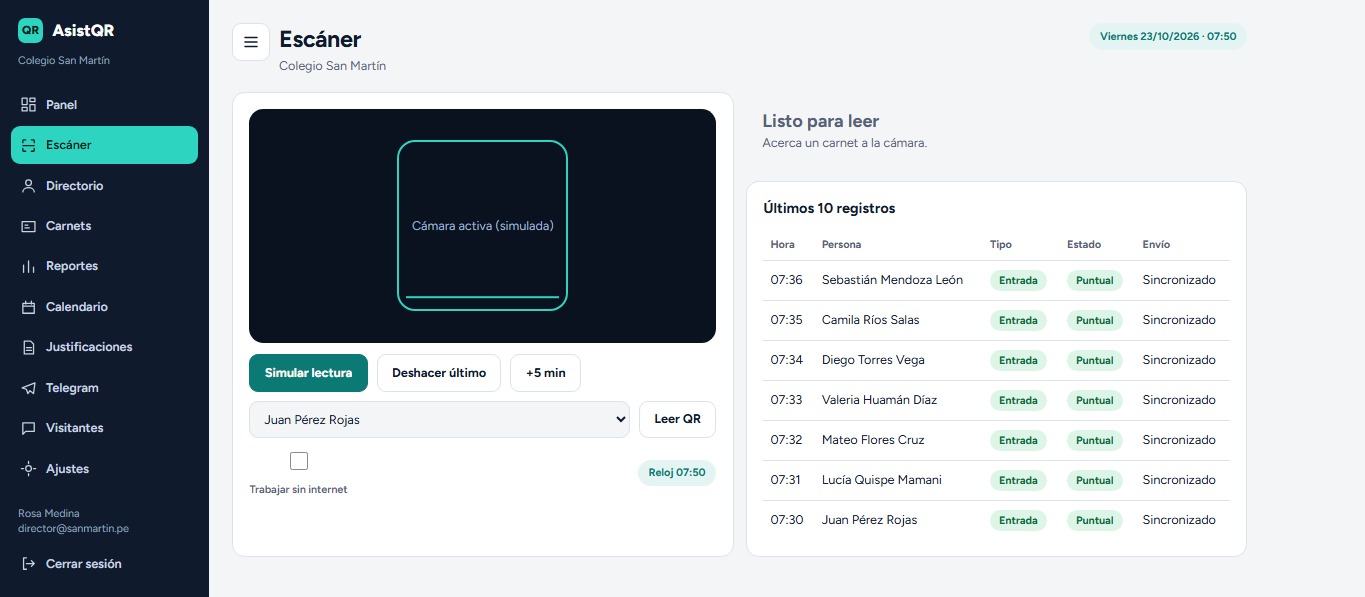 QR AsistQR
Colegio San Martín
Panel
Escáner
Directorio
Carnets
Reportes
Calendario
Justificaciones
Telegram
Visitantes
Ajustes
Rosa Medina
director@sanmartin.pe
Cerrar sesión
Escáner
Colegio San Martín
Viernes 23/10/2026 · 07:50
Cámara activa (simulada)
Simular lectura Deshacer último +5 min
Juan Pérez Rojas Leer QR
Trabajar sin internet
Reloj 07:50
Listo para leer
Acerca un carnet a la cámara.
Últimos 10 registros
Hora Persona Tipo Estado Envío
07:36 Sebastián Mendoza León Entrada Puntual Sincronizado
07:35 Camila Ríos Salas Entrada Puntual Sincronizado
07:34 Diego Torres Vega Entrada Puntual Sincronizado
07:33 Valeria Huamán Díaz Entrada Puntual Sincronizado
07:32 Mateo Flores Cruz Entrada Puntual Sincronizado
07:31 Lucía Quispe Mamani Entrada Puntual Sincronizado
07:30 Juan Pérez Rojas Entrada Puntual Sincronizado